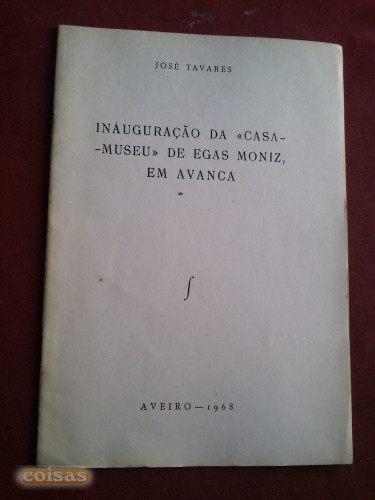 JOSÉ TAVARES
INAUGURAÇÃO DA «CASA-
-MUSEU» DE EGAS MONIZ,
EM AVANCA
∫
AVEIRO — 1968
coisas